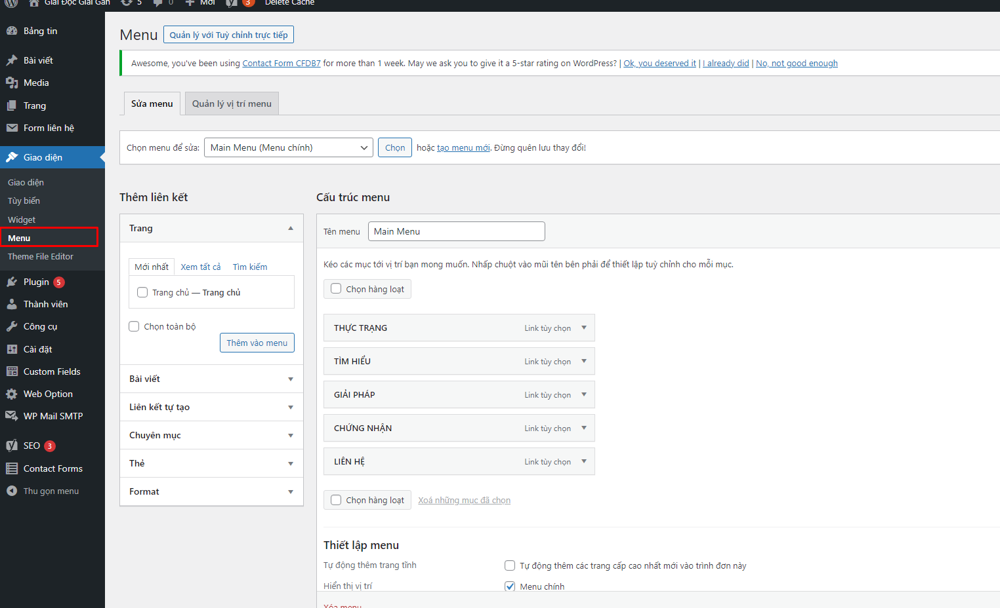 Giải Độc Giải Gan 5 0 Mới 3 Delete Cache
Bảng tin
Bài viết
Media
Trang
Form liên hệ
Giao diện
Giao diện
Tùy biến
Widget
Menu
Theme File Editor
Plugin 5
Thành viên
Công cụ
Cài đặt
Custom Fields
Web Option
WP Mail SMTP
SEO 3
Contact Forms
Thu gọn menu
Menu Quản lý với Tuỳ chỉnh trực tiếp
Awesome, you've been using Contact Form CFDB7 for more than 1 week. May we ask you to give it a 5-star rating on WordPress? | Ok, you deserved it | I already did | No, not good enough
Sửa menu Quản lý vị trí menu
Chọn menu để sửa: Main Menu (Menu chính) Chọn hoặc tạo menu mới. Đừng quên lưu thay đổi!
Thêm liên kết
Trang
Mới nhất Xem tất cả Tìm kiếm
Trang chủ — Trang chủ
Chọn toàn bộ
Thêm vào menu
Bài viết
Liên kết tự tạo
Chuyên mục
Thẻ
Format
Cấu trúc menu
Tên menu Main Menu
Kéo các mục tới vị trí bạn mong muốn. Nhấp chuột vào mũi tên bên phải để thiết lập tuỳ chỉnh cho mỗi mục.
Chọn hàng loạt
THỰC TRẠNG Link tùy chọn
TÌM HIỂU Link tùy chọn
GIẢI PHÁP Link tùy chọn
CHỨNG NHẬN Link tùy chọn
LIÊN HỆ Link tùy chọn
Chọn hàng loạt Xoá những mục đã chọn
Thiết lập menu
Tự động thêm trang tĩnh Tự động thêm các trang cấp cao nhất mới vào trình đơn này
Hiển thị vị trí Menu chính
Xóa menu